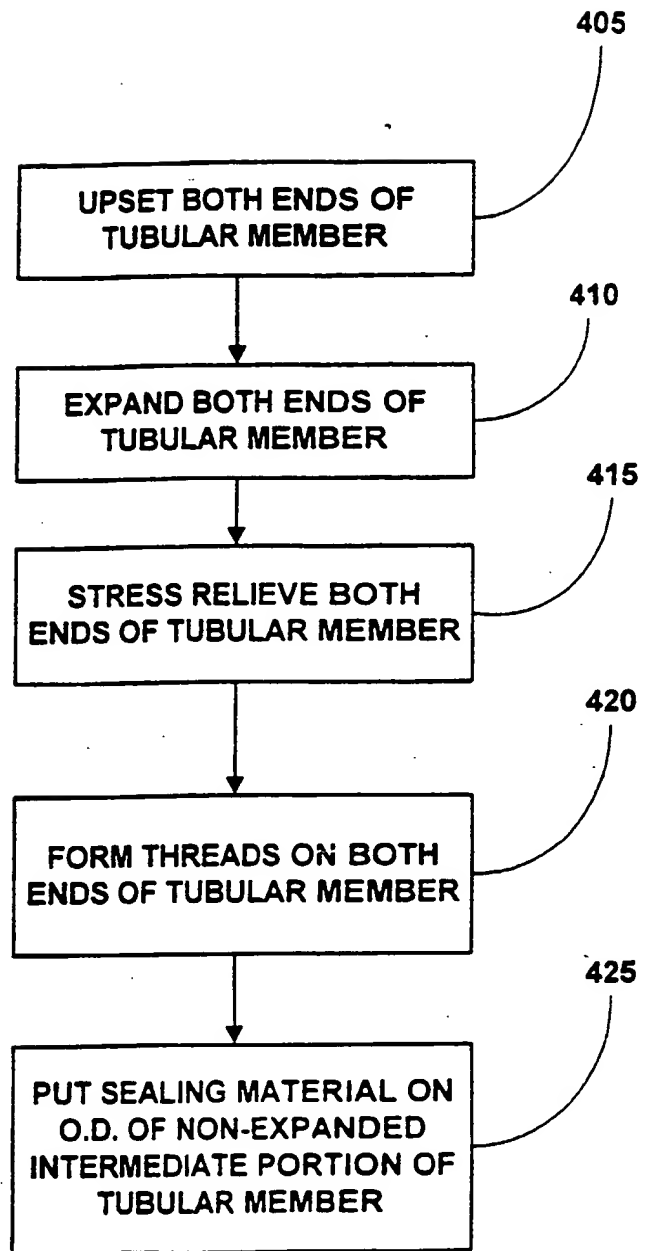 405
UPSET BOTH ENDS OF
TUBULAR MEMBER
410
EXPAND BOTH ENDS OF
TUBULAR MEMBER
415
STRESS RELIEVE BOTH
ENDS OF TUBULAR MEMBER
420
FORM THREADS ON BOTH
ENDS OF TUBULAR MEMBER
425
PUT SEALING MATERIAL ON
O.D. OF NON-EXPANDED
INTERMEDIATE PORTION OF
TUBULAR MEMBER